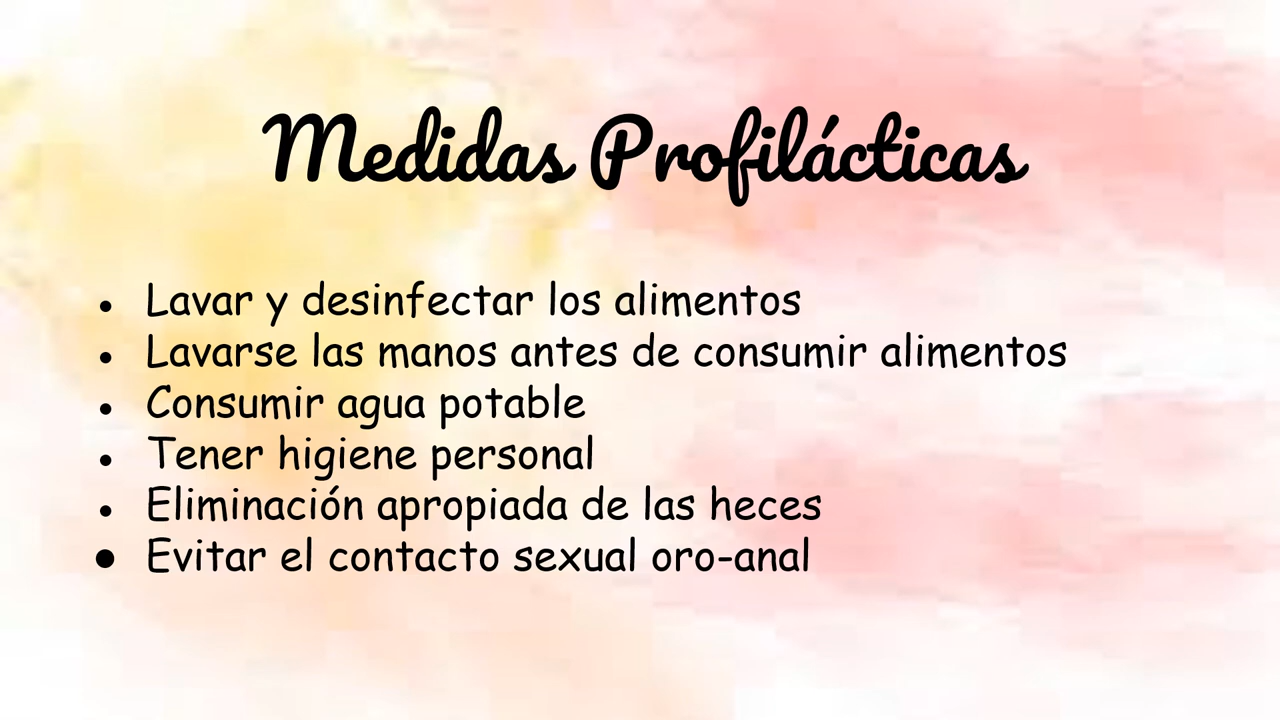 Medidas Profilácticas
● Lavar y desinfectar los alimentos
● Lavarse las manos antes de consumir alimentos
● Consumir agua potable
● Tener higiene personal
● Eliminación apropiada de las heces
● Evitar el contacto sexual oro-anal